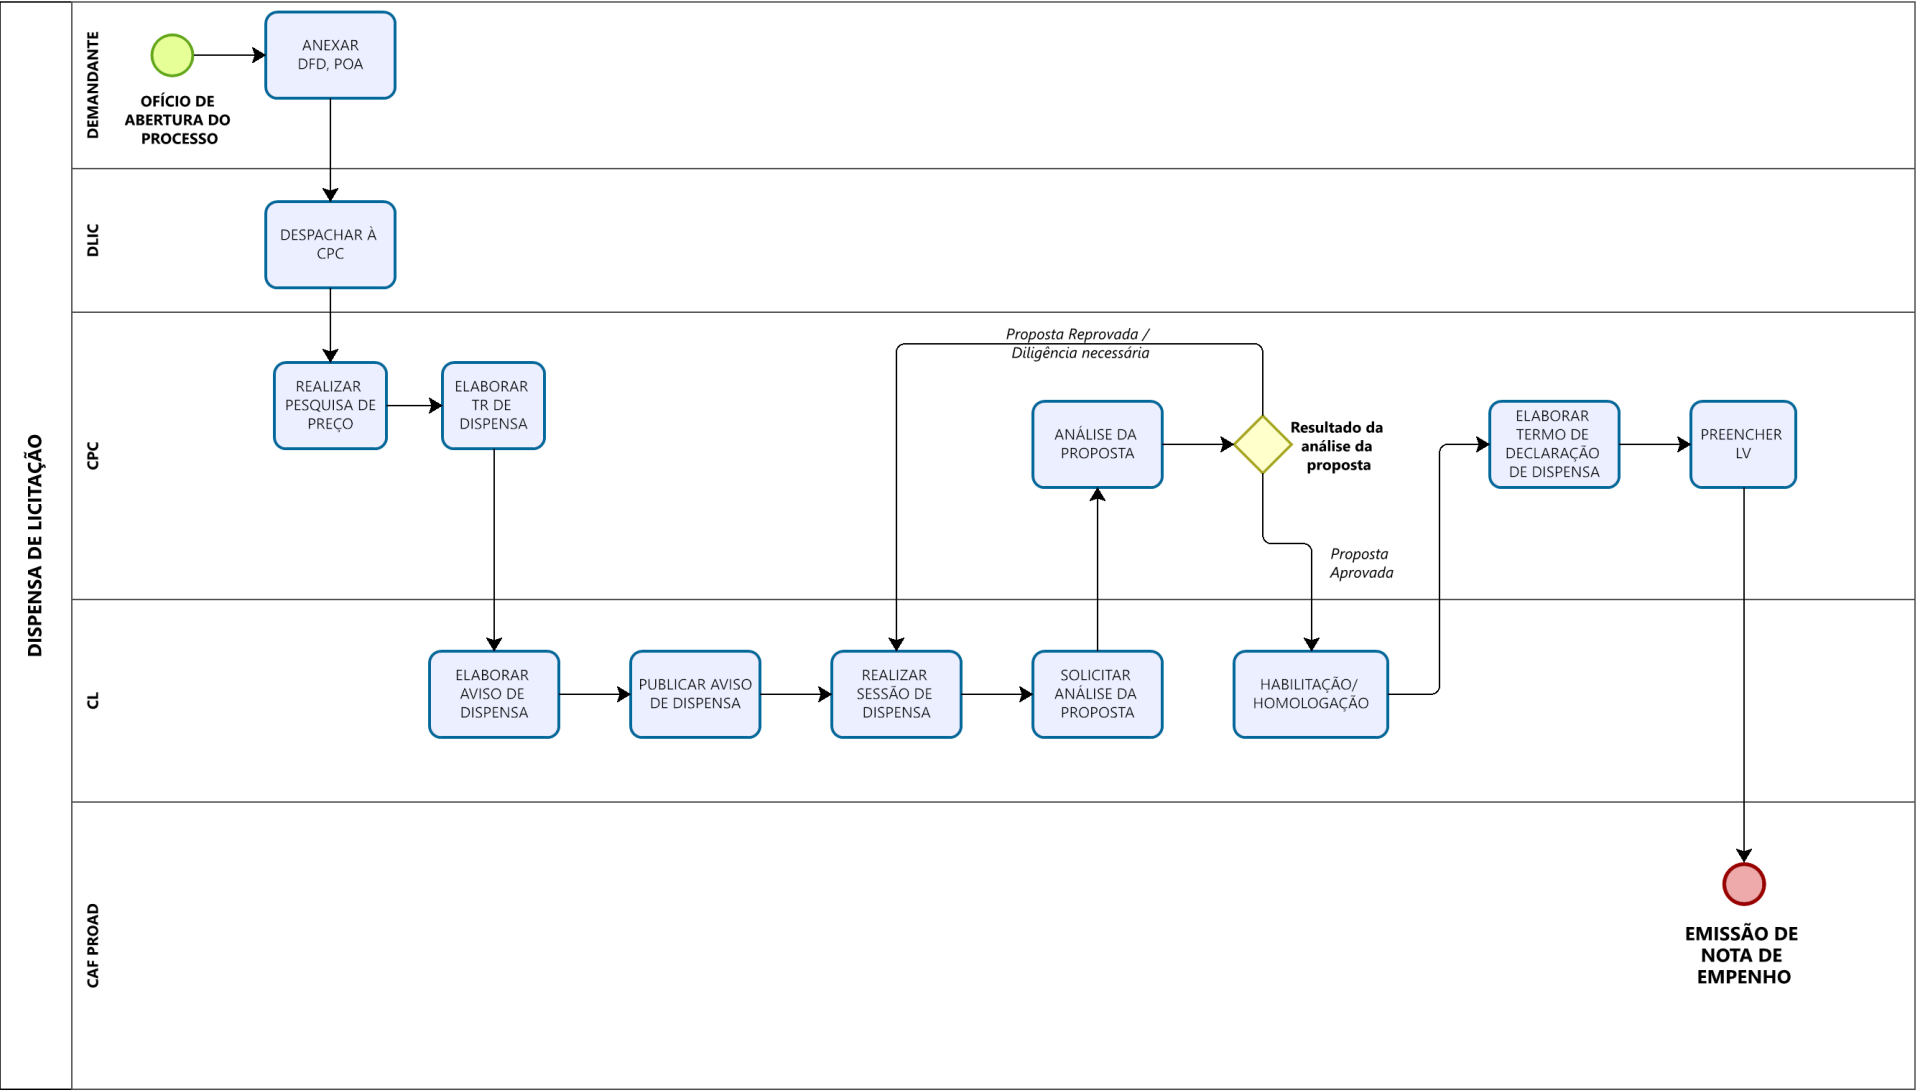 DISPENSA DE LICITAÇÃO
DEMANDANTE
OFÍCIO DE
ABERTURA DO
PROCESSO
ANEXAR
DFD, POA
DLIC
DESPACHAR À
CPC
CPC
REALIZAR
PESQUISA DE
PREÇO
ELABORAR
TR DE
DISPENSA
Proposta Reprovada /
Diligência necessária
ANÁLISE DA
PROPOSTA
Resultado da
análise da
proposta
Proposta
Aprovada
ELABORAR
TERMO DE
DECLARAÇÃO
DE DISPENSA
PREENCHER
LV
CL
ELABORAR
AVISO DE
DISPENSA
PUBLICAR AVISO
DE DISPENSA
REALIZAR
SESSÃO DE
DISPENSA
SOLICITAR
ANÁLISE DA
PROPOSTA
HABILITAÇÃO/
HOMOLOGAÇÃO
CAF PROAD
EMISSÃO DE
NOTA DE
EMPENHO